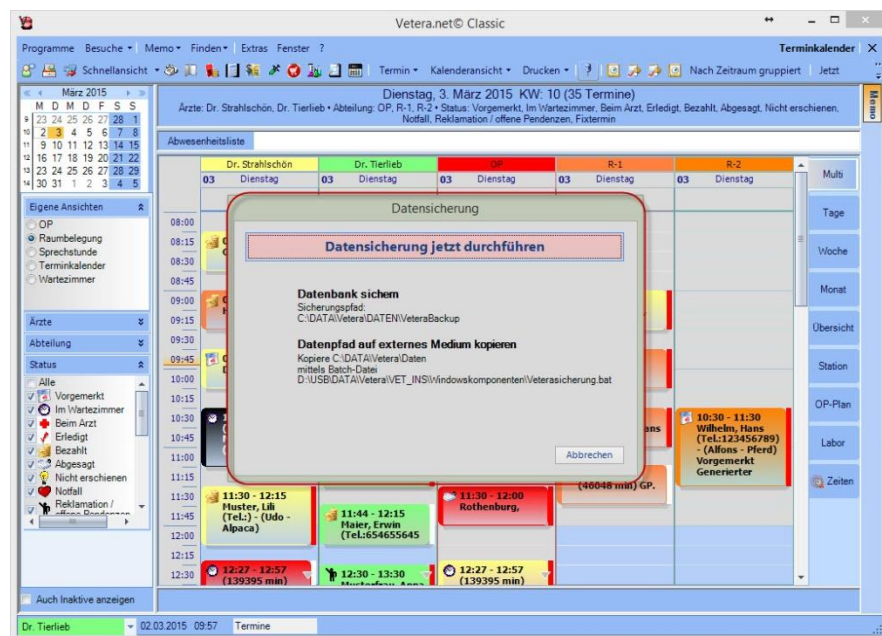 Vetera.net© Classic
Programme Besuche Memo Finden Extras Fenster ?
Terminkalender X
Schnellansicht
Termin Kalenderansicht Drucken
Nach Zeitraum gruppiert Jetzt
März 2015
M D M D F S S
9 23 24 25 26 27 28 1
10 2 3 4 5 6 7 8
11 9 10 11 12 13 14 15
12 16 17 18 19 20 21 22
13 23 24 25 26 27 28 29
14 30 31 1 2 3 4 5
Dienstag, 3. März 2015 KW: 10 (35 Termine)
Ärzte: Dr. Strahlschön, Dr. Tierlieb • Abteilung: OP, R-1, R-2 • Status: Vorgemerkt, Im Wartezimmer, Beim Arzt, Erledigt, Bezahlt, Abgesagt, Nicht erschienen,
Notfall, Reklamation / offene Pendenzen, Fixtermin
Memo
Abwesenheitsliste
Eigene Ansichten
OP
Raumbelegung
Sprechstunde
Terminkalender
Wartezimmer
Ärzte
Abteilung
Status
Alle
Vorgemerkt
Im Wartezimmer
Beim Arzt
Erledigt
Bezahlt
Abgesagt
Nicht erschienen
Notfall
Reklamation /
offene Pendenzen
Auch Inaktive anzeigen
Dr. Strahlschön Dr. Tierlieb OP R-1 R-2
03 Dienstag 03 Dienstag 03 Dienstag 03 Dienstag 03 Dienstag
08:00
08:15
08:30
08:45
09:00
09:15
09:30
09:45
10:00
10:15
10:30
10:45
11:00
11:15
11:30
11:45
12:00
12:15
12:30
Datensicherung
Datensicherung jetzt durchführen
Datenbank sichern
Sicherungspfad:
C:\DATA\Vetera\DATEN\VeteraBackup
Datenpfad auf externes Medium kopieren
Kopiere C:\DATA\Vetera\Daten
mittels Batch-Datei
D:\USB\DATA\Vetera\VET_INS\Windowskomponenten\Veterasicherung.bat
Abbrechen
ans
(46048 min) GP.
10:30 - 11:30
Wilhelm, Hans
(Tel.:123456789)
- (Alfons - Pferd)
Vorgemerkt
Generierter
11:30 - 12:15
Muster, Lili
(Tel.:) - (Udo -
Alpaca)
11:44 - 12:15
Maier, Erwin
(Tel.:654655645
11:30 - 12:00
Rothenburg,
12:27 - 12:57
(139395 min)
12:30 - 13:30
Musterfrau, Anna
12:27 - 12:57
(139395 min)
Multi
Tage
Woche
Monat
Übersicht
Station
OP-Plan
Labor
Zeiten
Dr. Tierlieb 02.03.2015 09:57 Termine